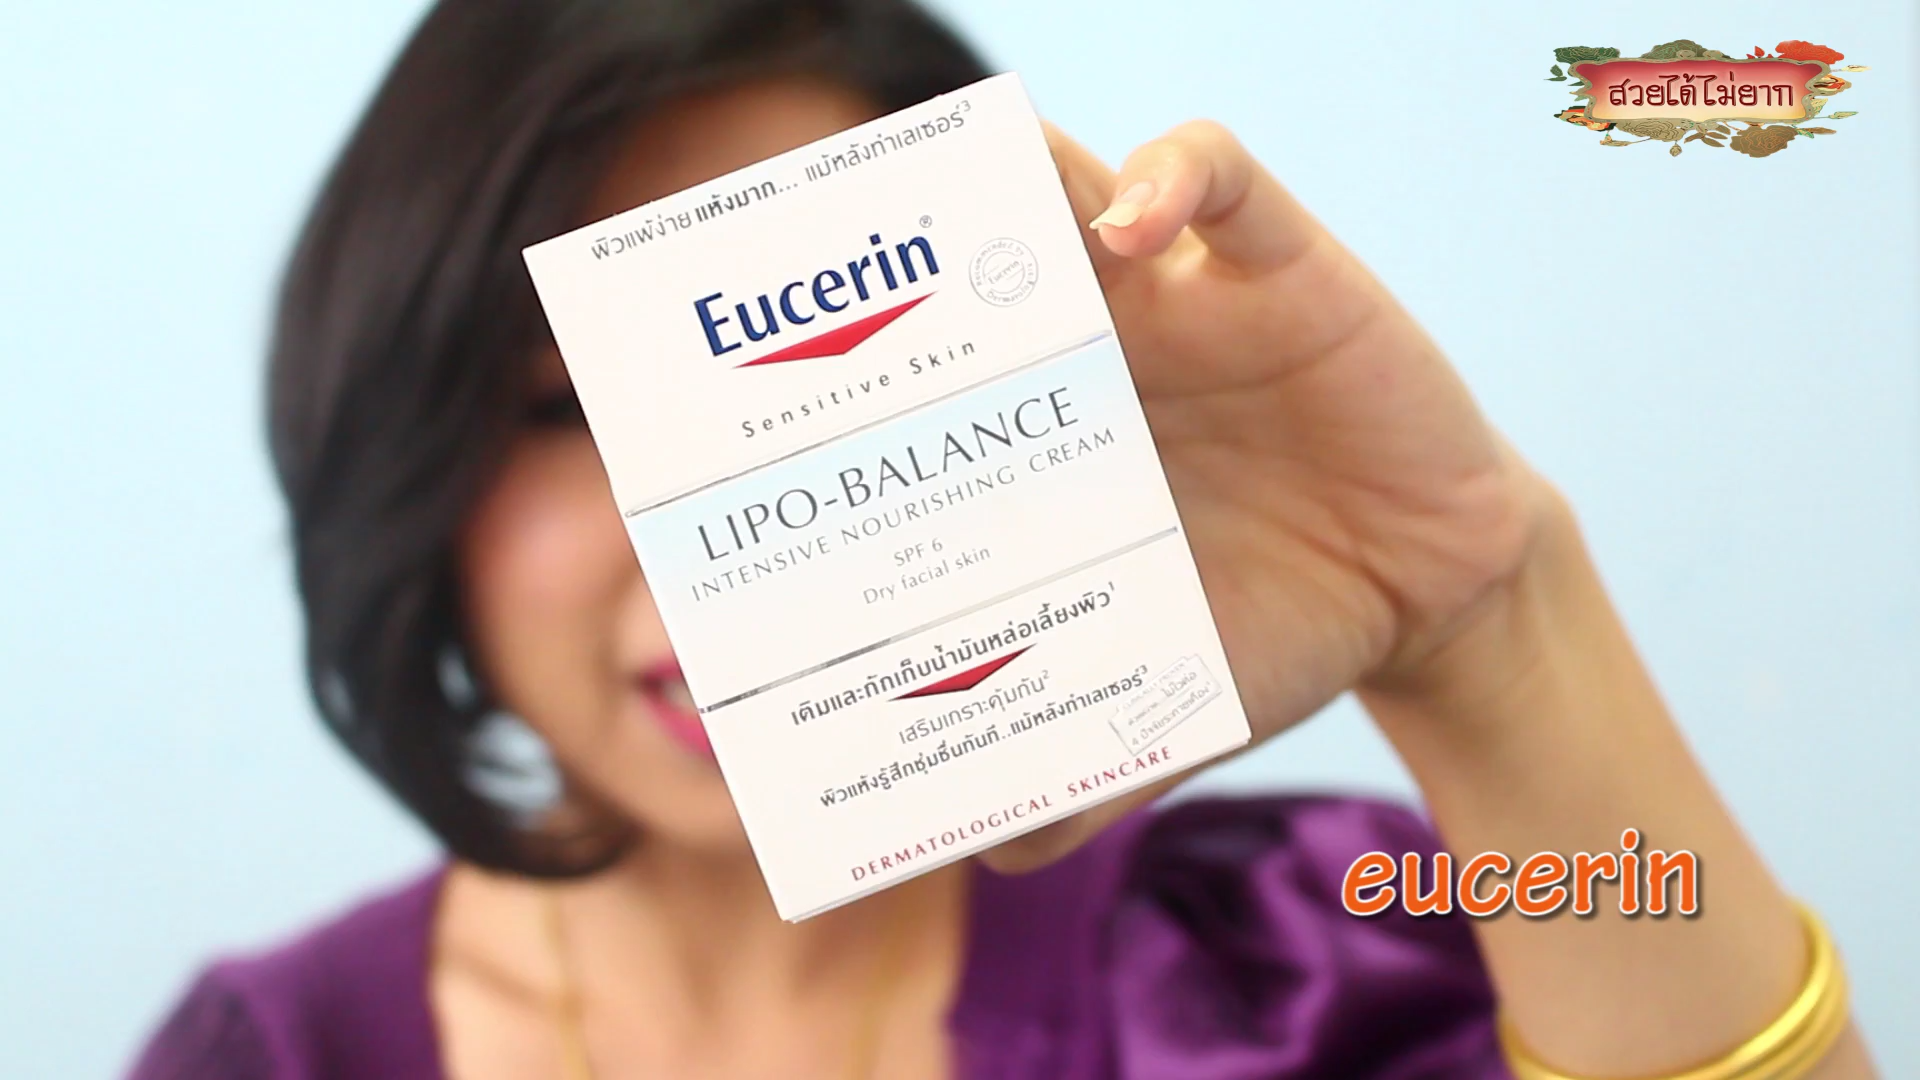 สวยได้ไม่ยาก
ผิวแพ้ง่าย แห้งมาก... แม้หลังทำเลเซอร์³
Eucerin®
Eucerin
Sensitive Skin
LIPO-BALANCE
INTENSIVE NOURISHING CREAM
SPF 6
Dry facial skin
เติมและกักเก็บน้ำมันหล่อเลี้ยงผิว¹
เสริมเกราะคุ้มกัน²
ผิวแห้งรู้สึกชุ่มชื่นทันที..แม้หลังทำเลเซอร์³
DERMATOLOGICAL SKINCARE
eucerin